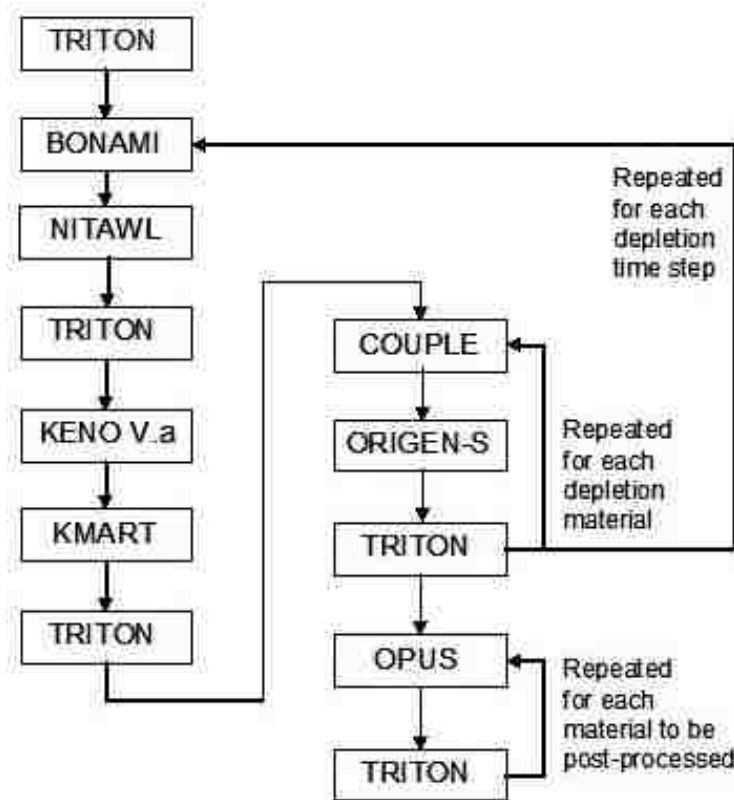 TRITON
BONAMI
NITAWL
TRITON
KENO V.a
KMART
TRITON
COUPLE
ORIGEN-S
TRITON
OPUS
TRITON
Repeated
for each
depletion
time step
Repeated
for each
depletion
material
Repeated
for each
material to be
post-processed